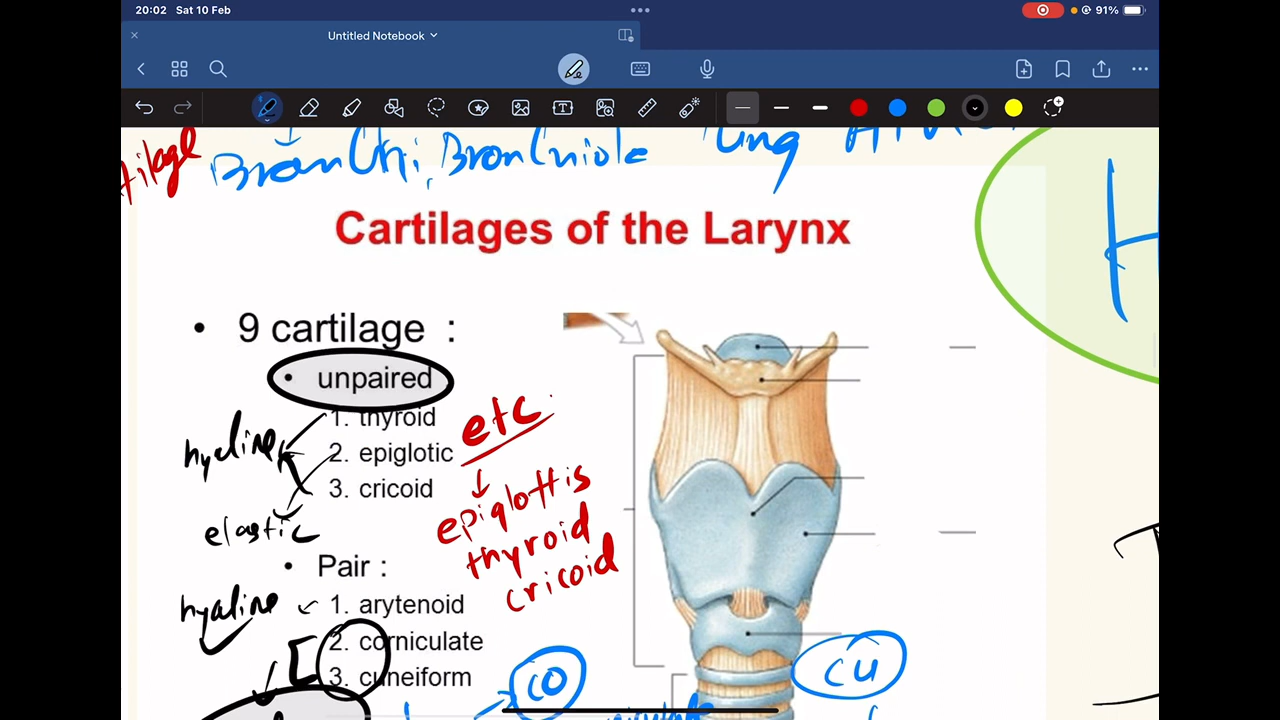 20:02 Sat 10 Feb
91%
Untitled Notebook
Bronchi, Bronchiole
Cartilages of the Larynx
• 9 cartilage :
• unpaired
1. thyroid
2. epiglotic
3. cricoid
hyeline
elastic
etc
epiglottis
thyroid
cricoid
• Pair :
1. arytenoid
2. corniculate
3. cuneiform
hyaline
co
cu